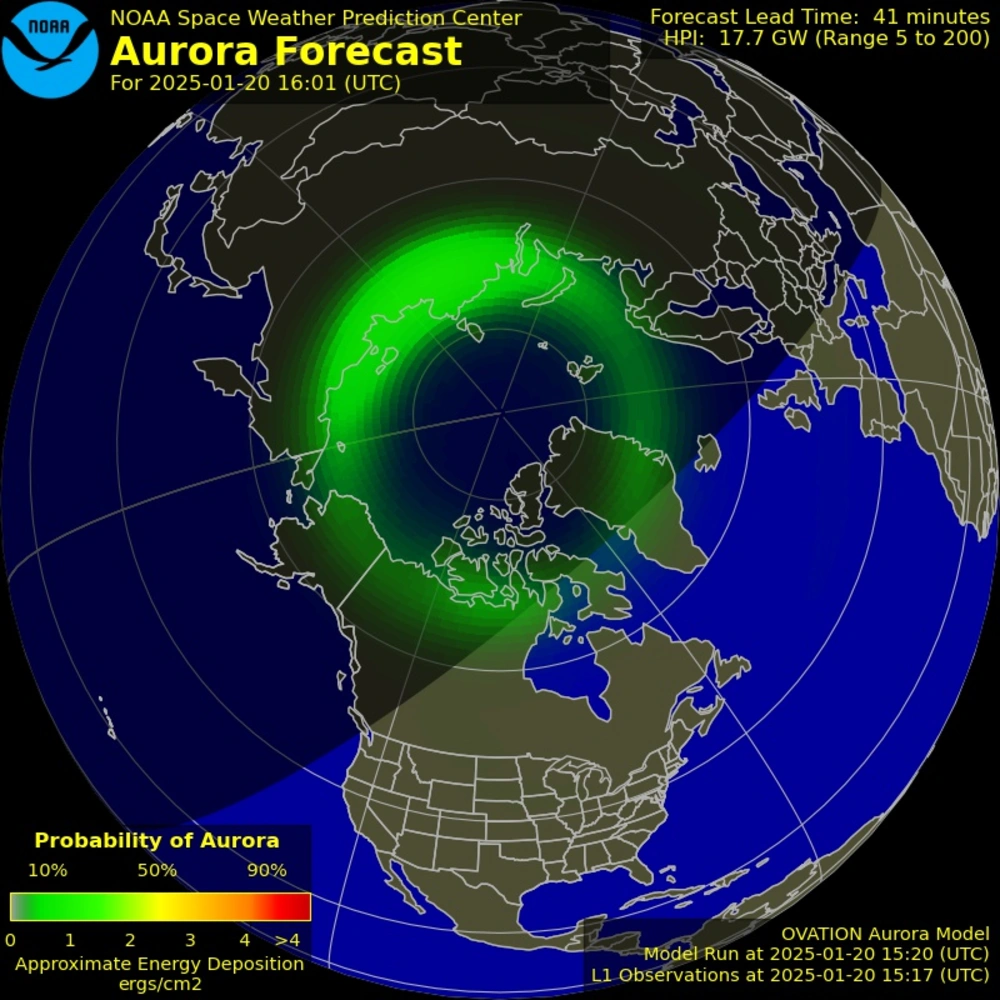 NOAA
NOAA Space Weather Prediction Center
Aurora Forecast
For 2025-01-20 16:01 (UTC)
Forecast Lead Time: 41 minutes
HPI: 17.7 GW (Range 5 to 200)
Probability of Aurora
10% 50% 90%
0 1 2 3 4 >4
Approximate Energy Deposition
ergs/cm2
OVATION Aurora Model
Model Run at 2025-01-20 15:20 (UTC)
L1 Observations at 2025-01-20 15:17 (UTC)